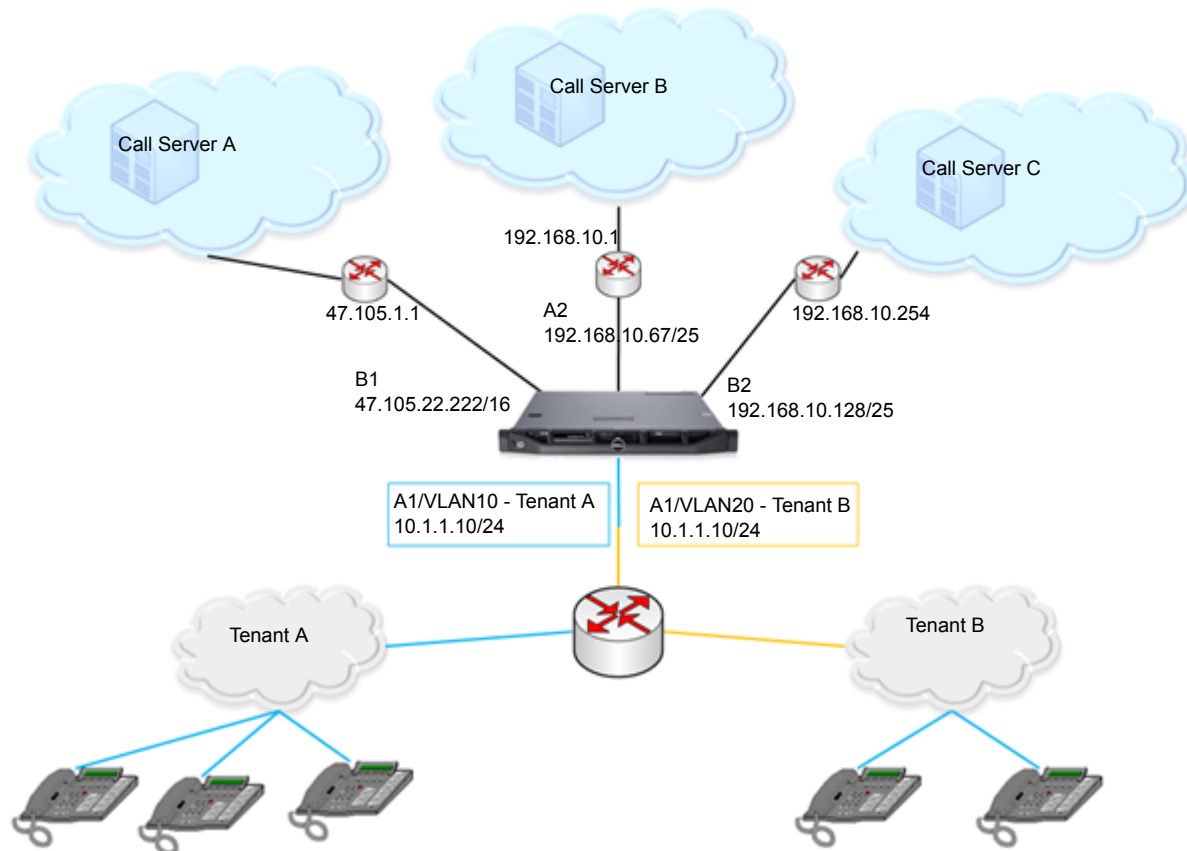 Call Server B
Call Server A
Call Server C
192.168.10.1
47.105.1.1
A2
192.168.10.67/25
192.168.10.254
B1
47.105.22.222/16
B2
192.168.10.128/25
A1/VLAN10 - Tenant A
10.1.1.10/24
A1/VLAN20 - Tenant B
10.1.1.10/24
Tenant A
Tenant B